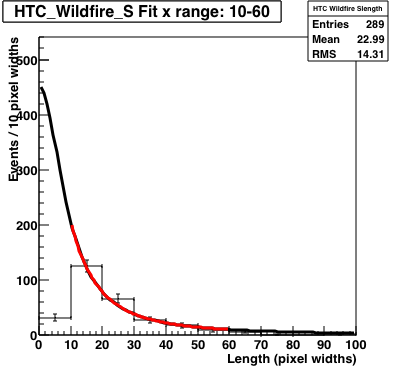 HTC_Wildfire_S Fit x range: 10-60
HTC Wildfire Slength
Entries 289
Mean 22.99
RMS 14.31
Events / 10 pixel widths
500
400
300
200
100
0
0 10 20 30 40 50 60 70 80 90 100
Length (pixel widths)